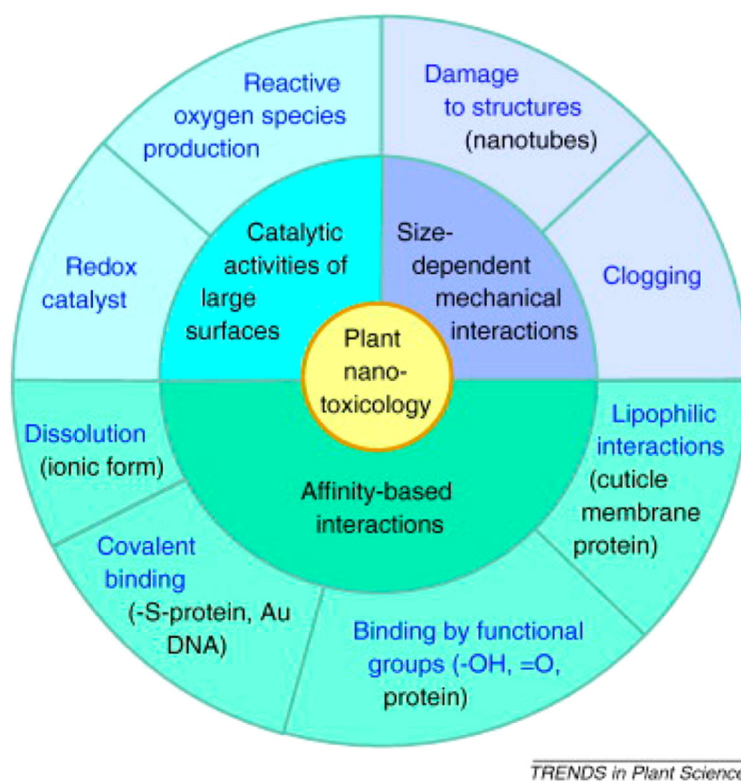 Reactive
oxygen species
production
Damage
to structures
(nanotubes)
Redox
catalyst
Catalytic
activities of
large
surfaces
Size-
dependent
mechanical
interactions
Clogging
Plant
nano-
toxicology
Dissolution
(ionic form)
Affinity-based
interactions
Lipophilic
interactions
(cuticle
membrane
protein)
Covalent
binding
(-S-protein, Au
DNA)
Binding by functional
groups (-OH, =O,
protein)
TRENDS in Plant Science